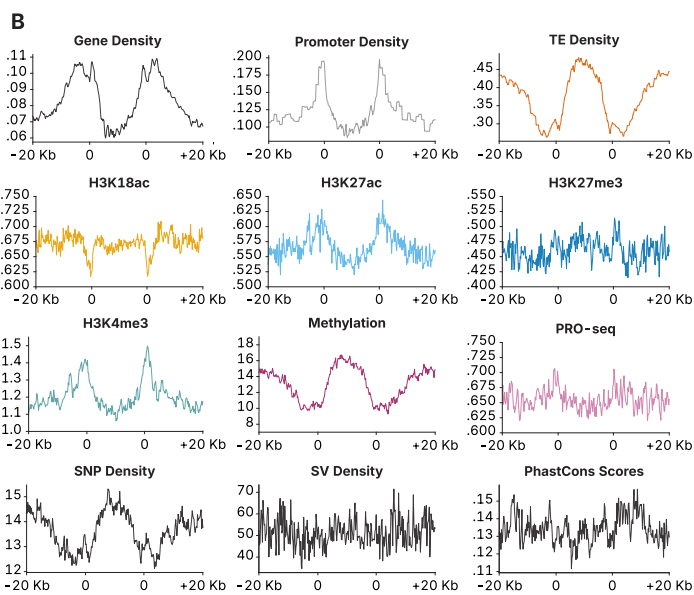 B
Gene Density
Promoter Density
TE Density
.11
.10
.09
.08
.07
.06
.200
.175
.150
.125
.100
.45
.40
.35
.30
−20 Kb 0 0 +20 Kb
−20 Kb 0 0 +20 Kb
−20 Kb 0 0 +20 Kb
H3K18ac
H3K27ac
H3K27me3
.750
.725
.700
.675
.650
.625
.600
.650
.625
.600
.575
.550
.525
.500
.550
.525
.500
.475
.450
.425
.400
−20 Kb 0 0 +20 Kb
−20 Kb 0 0 +20 Kb
−20 Kb 0 0 +20 Kb
H3K4me3
Methylation
PRO-seq
1.5
1.4
1.3
1.2
1.1
1.0
18
16
14
12
10
8
.750
.725
.700
.675
.650
.625
.600
−20 Kb 0 0 +20 Kb
−20 Kb 0 0 +20 Kb
−20 Kb 0 0 +20 Kb
SNP Density
SV Density
PhastCons Scores
15
14
13
12
70
60
50
40
.15
.14
.13
.12
.11
−20 Kb 0 0 +20 Kb
−20 Kb 0 0 +20 Kb
−20 Kb 0 0 +20 Kb